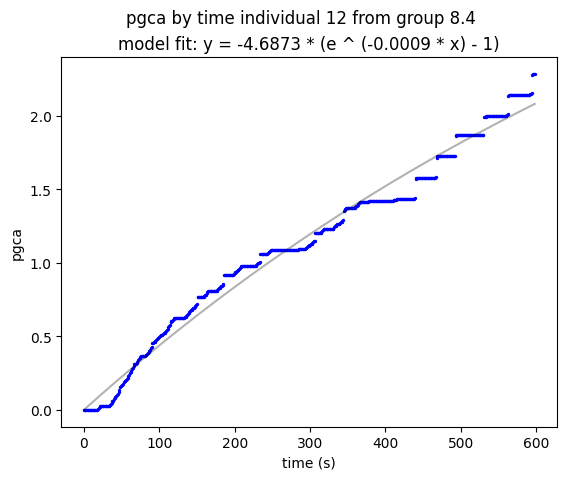 pgca by time individual 12 from group 8.4
model fit: y = -4.6873 * (e ^ (-0.0009 * x) - 1)
2.0
1.5
1.0
0.5
0.0
pgca
0 100 200 300 400 500 600
time (s)